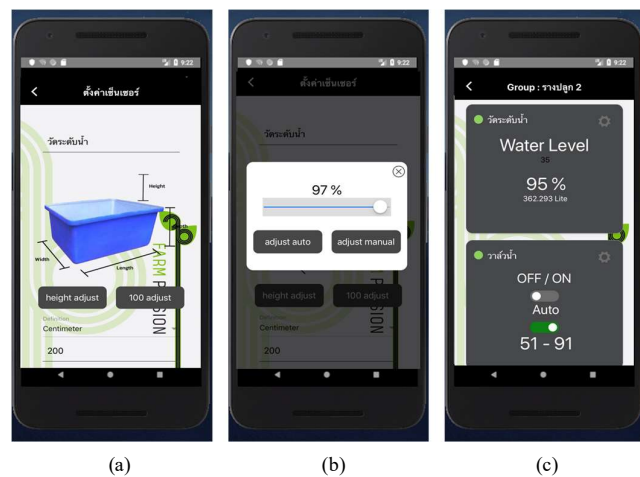 9:22
ตั้งค่าเซ็นเซอร์
วัดระดับน้ำ
Height
Width
Length
FARM
SION
height adjust
100 adjust
Definition
Centimeter
200
(a)
9:22
ตั้งค่าเซ็นเซอร์
วัดระดับน้ำ
97 %
adjust auto
adjust manual
height adjust
100 adjust
SION
Definition
Centimeter
200
(b)
9:22
Group : รางปลูก 2
วัดระดับน้ำ
Water Level
35
95 %
362.293 Lite
วาล์วน้ำ
OFF / ON
Auto
51 - 91
(c)